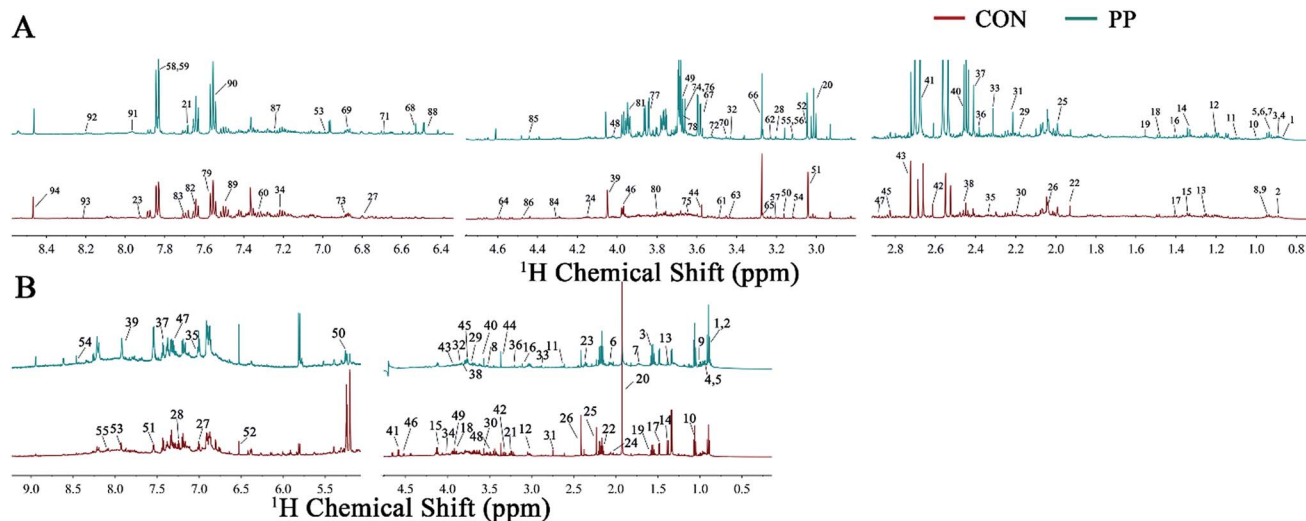 A
CON PP
58,59
90
92 91 21 87 53 69 71 68 88
81 77 49 74,76 67 66 52 20
85 48 78 72 70 32 62 28 55,56
41 40 37 36 33 31 29 25
19 18 16 14 12 11 10 5,6,7 3,4 1
94 93 23 83 82 79 89 60 34 73 27
64 86 84 24 39 46 80 75 44 61 63 65 57 50 54 51
47 45 43 42 38 35 30 26 22 17 15 13 8,9 2
8.4 8.2 8.0 7.8 7.6 7.4 7.2 7.0 6.8 6.6 6.4
4.6 4.4 4.2 4.0 3.8 3.6 3.4 3.2 3.0
2.8 2.6 2.4 2.2 2.0 1.8 1.6 1.4 1.2 1.0 0.8
¹H Chemical Shift (ppm)
B
54 39 37 47 35 50
43 32 45 38 29 40 8 44 36 16 33 11 23 6 7 3 13 9 4,5 1,2
20
55 53 51 28 27 52
41 46 15 34 49 18 48 30 42 21 12 31 26 25 22 24 19 17 14 10
9.0 8.5 8.0 7.5 7.0 6.5 6.0 5.5
4.5 4.0 3.5 3.0 2.5 2.0 1.5 1.0 0.5
¹H Chemical Shift (ppm)